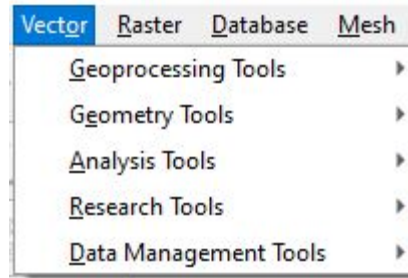 Vector Raster Database Mesh
Geoprocessing Tools
Geometry Tools
Analysis Tools
Research Tools
Data Management Tools